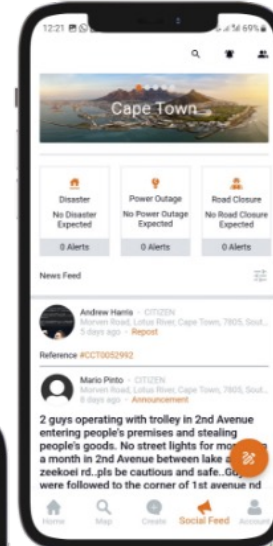 12:21
69%
Cape Town
Disaster
No Disaster
Expected
0 Alerts
Power Outage
No Power Outage
Expected
0 Alerts
Road Closure
No Road Closure
Expected
0 Alerts
News Feed
Andrew Harris - CITIZEN
Morven Road, Lotus River, Cape Town, 7805, Sout...
5 days ago - Repost
Reference #CCT0052992
Mario Pinto - CITIZEN
Morven Road, Lotus River, Cape Town, 7805, Sout...
8 days ago - Announcement
2 guys operating with trolley in 2nd Avenue
entering people's premises and stealing
people's goods. No street lights for
a month in 2nd Avenue between lake
zeekoei rd..pls be cautious and safe..
were followed to the corner of 1st avenue nd
Home
Map
Create
Social Feed
Account